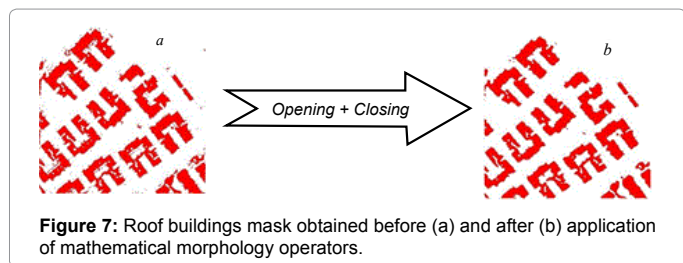 a
b
Opening + Closing
Figure 7: Roof buildings mask obtained before (a) and after (b) application
of mathematical morphology operators.